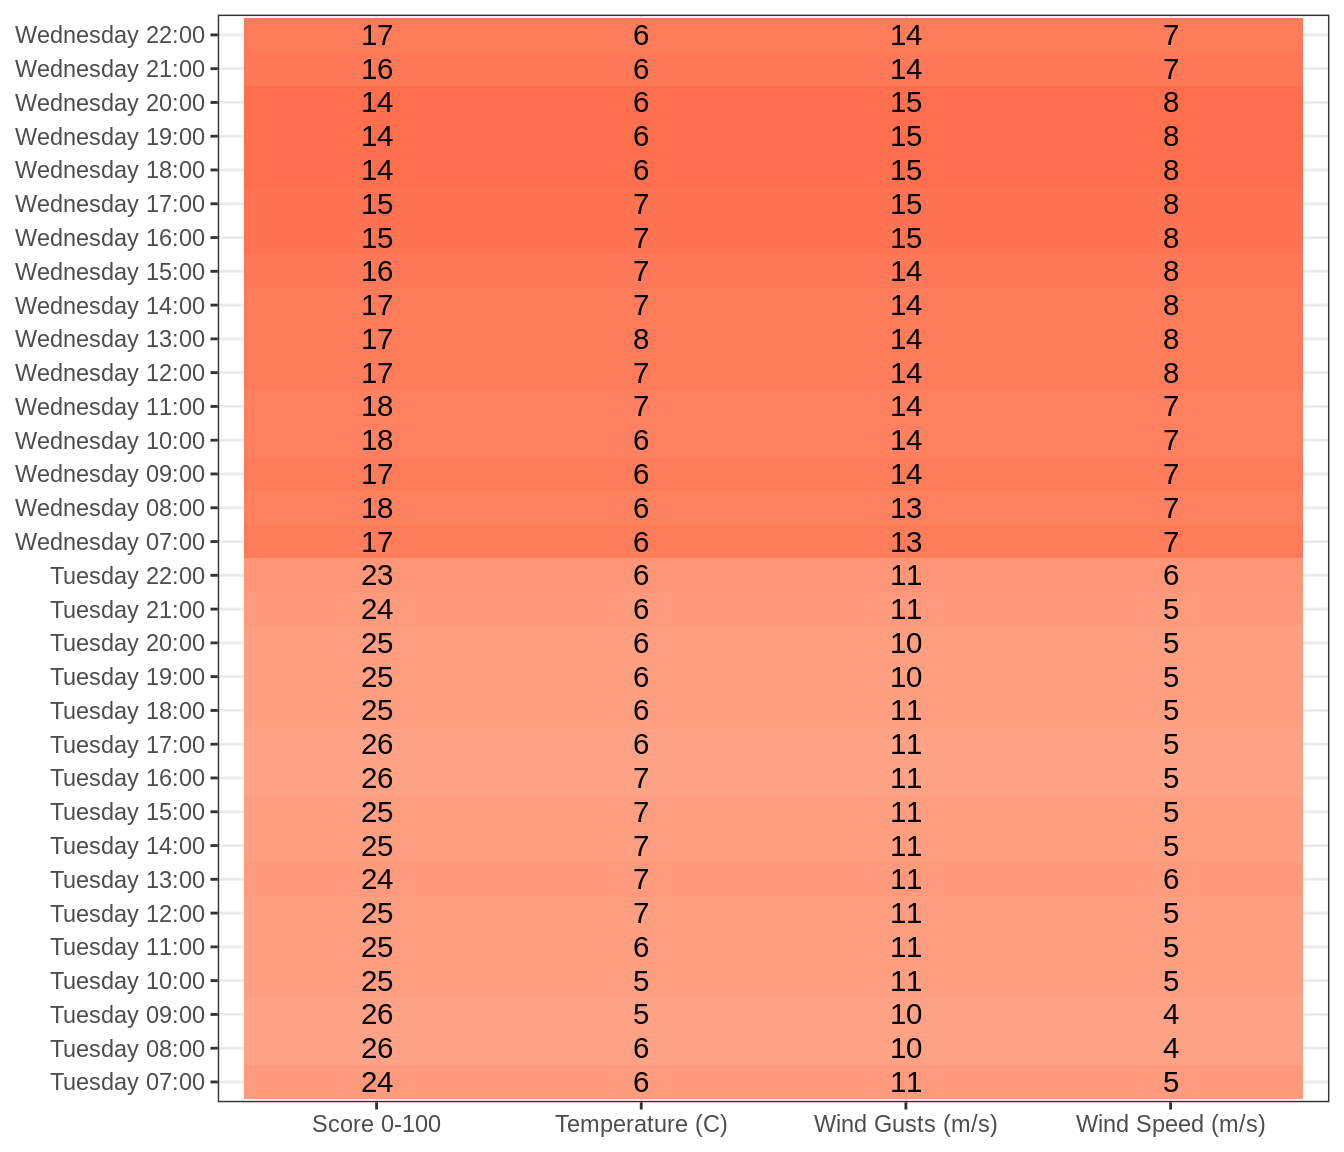 Wednesday 22:00 17 6 14 7
Wednesday 21:00 16 6 14 7
Wednesday 20:00 14 6 15 8
Wednesday 19:00 14 6 15 8
Wednesday 18:00 14 6 15 8
Wednesday 17:00 15 7 15 8
Wednesday 16:00 15 7 15 8
Wednesday 15:00 16 7 14 8
Wednesday 14:00 17 7 14 8
Wednesday 13:00 17 8 14 8
Wednesday 12:00 17 7 14 8
Wednesday 11:00 18 7 14 7
Wednesday 10:00 18 6 14 7
Wednesday 09:00 17 6 14 7
Wednesday 08:00 18 6 13 7
Wednesday 07:00 17 6 13 7
Tuesday 22:00 23 6 11 6
Tuesday 21:00 24 6 11 5
Tuesday 20:00 25 6 10 5
Tuesday 19:00 25 6 10 5
Tuesday 18:00 25 6 11 5
Tuesday 17:00 26 6 11 5
Tuesday 16:00 26 7 11 5
Tuesday 15:00 25 7 11 5
Tuesday 14:00 25 7 11 5
Tuesday 13:00 24 7 11 6
Tuesday 12:00 25 7 11 5
Tuesday 11:00 25 6 11 5
Tuesday 10:00 25 5 11 5
Tuesday 09:00 26 5 10 4
Tuesday 08:00 26 6 10 4
Tuesday 07:00 24 6 11 5
Score 0-100 Temperature (C) Wind Gusts (m/s) Wind Speed (m/s)